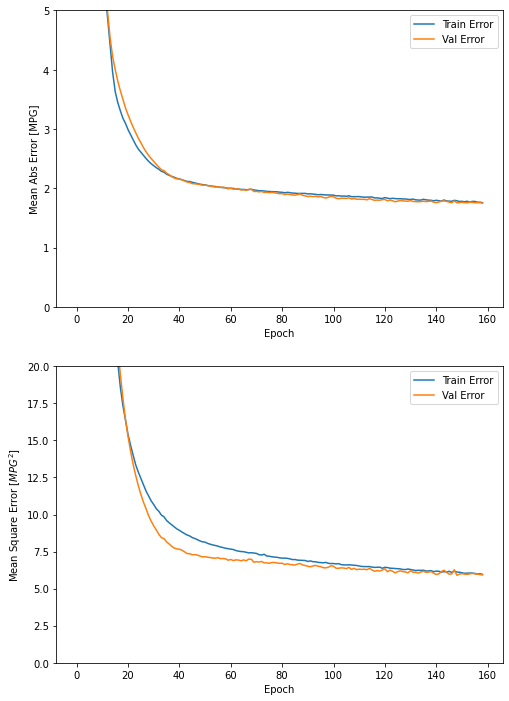 5
4
3
2
1
0
Mean Abs Error [MPG]
Train Error
Val Error
0 20 40 60 80 100 120 140 160
Epoch
20.0
17.5
15.0
12.5
10.0
7.5
5.0
2.5
0.0
Mean Square Error [$MPG^2$]
Train Error
Val Error
0 20 40 60 80 100 120 140 160
Epoch